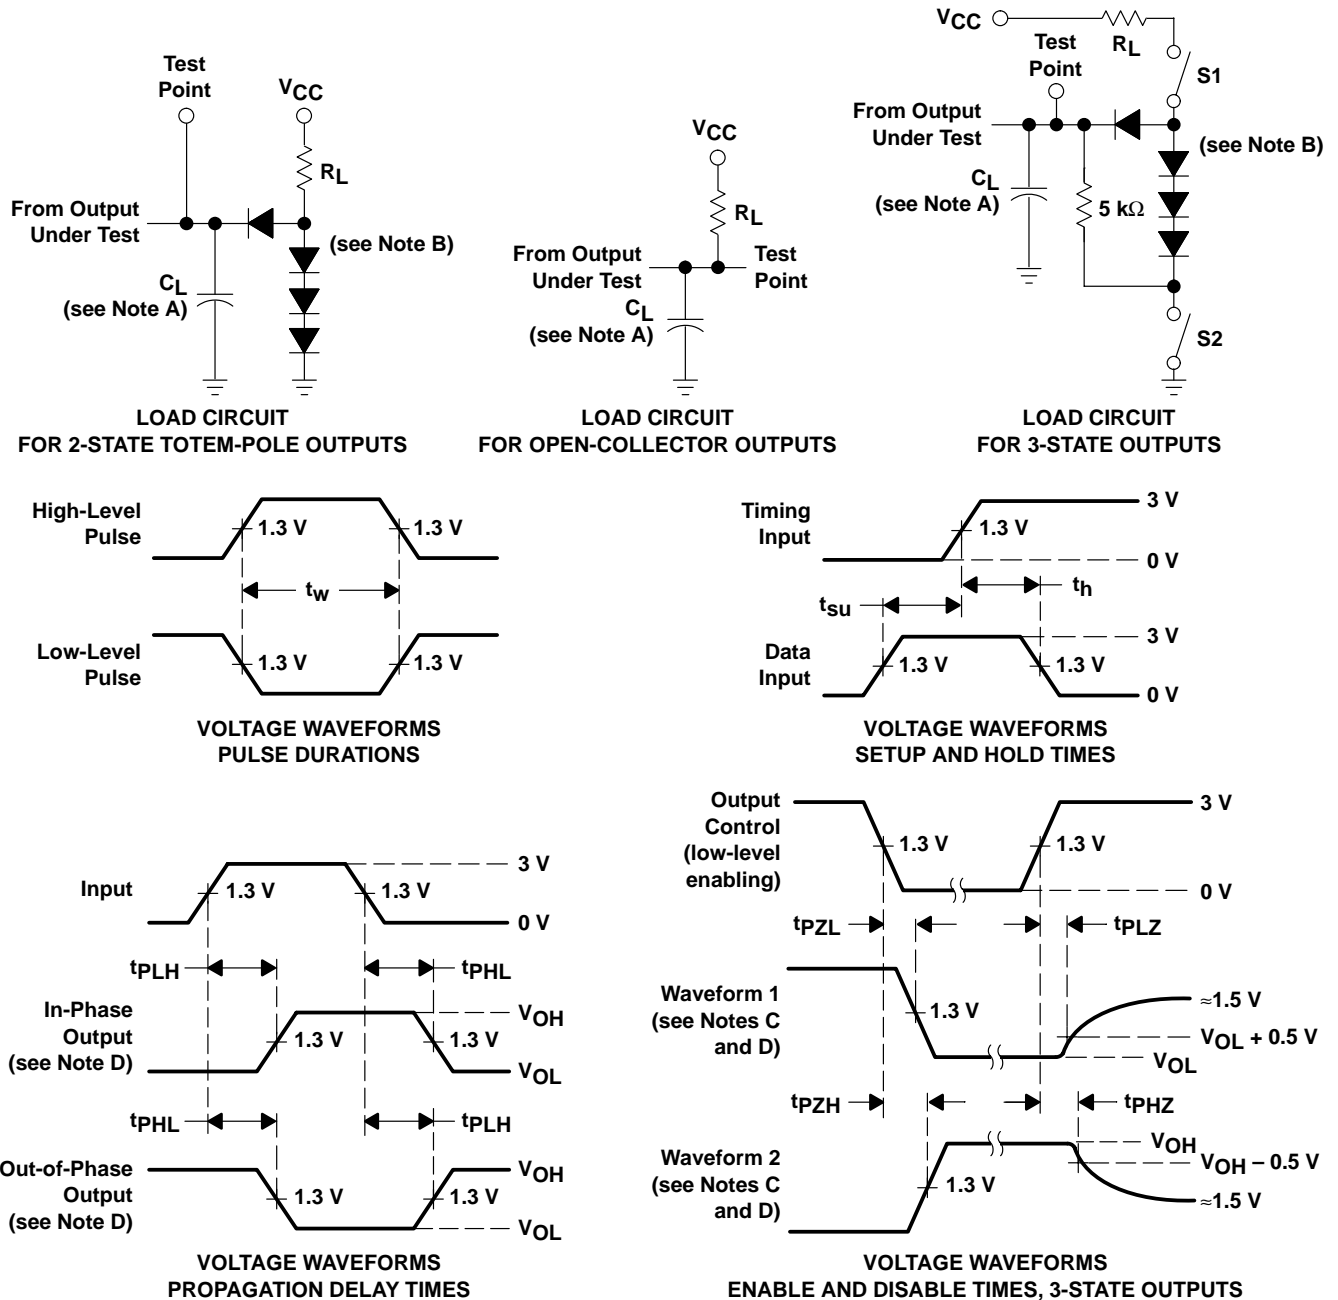 Test
Point
VCC
RL
From Output
Under Test
(see Note B)
CL
(see Note A)
LOAD CIRCUIT
FOR 2-STATE TOTEM-POLE OUTPUTS
VCC
RL
From Output
Under Test
Test
Point
CL
(see Note A)
LOAD CIRCUIT
FOR OPEN-COLLECTOR OUTPUTS
VCC
RL
Test
Point
S1
From Output
Under Test
(see Note B)
CL
(see Note A)
5 kΩ
S2
LOAD CIRCUIT
FOR 3-STATE OUTPUTS
High-Level
Pulse
1.3 V
1.3 V
tw
Low-Level
Pulse
1.3 V
1.3 V
VOLTAGE WAVEFORMS
PULSE DURATIONS
Timing
Input
1.3 V
3 V
0 V
tsu
th
Data
Input
1.3 V
1.3 V
3 V
0 V
VOLTAGE WAVEFORMS
SETUP AND HOLD TIMES
Input
1.3 V
1.3 V
3 V
0 V
tPLH
tPHL
In-Phase
Output
(see Note D)
1.3 V
1.3 V
VOH
VOL
tPHL
tPLH
Out-of-Phase
Output
(see Note D)
1.3 V
1.3 V
VOH
VOL
VOLTAGE WAVEFORMS
PROPAGATION DELAY TIMES
Output
Control
(low-level
enabling)
1.3 V
1.3 V
3 V
0 V
tPZL
tPLZ
Waveform 1
(see Notes C
and D)
1.3 V
≈1.5 V
VOL + 0.5 V
VOL
tPZH
tPHZ
Waveform 2
(see Notes C
and D)
1.3 V
VOH
VOH – 0.5 V
≈1.5 V
VOLTAGE WAVEFORMS
ENABLE AND DISABLE TIMES, 3-STATE OUTPUTS